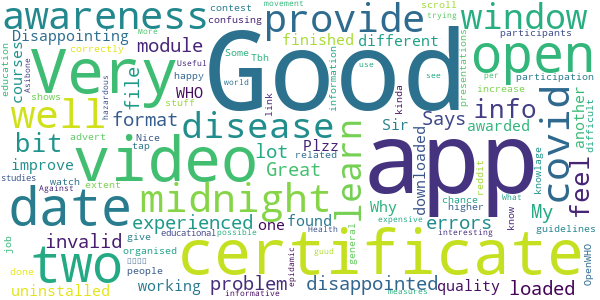 awareness
contest
confusing
movement
Some
Tbh
scroll
trying
More
correctly
provide
window
participants
Disappointing
module
finished
different
presentations
education
courses
Asibone
shows
hazardous
Very
Good
open
file
WHO
link
information
use
see
per
participation
increase
happy
Useful
world
stuff
well
format
disease
Sir
Says
info
another
difficult
advert
Nice
tap
bit
lot
Plzz
related
learn
downloaded
awarded
covid
feel
improve
video
Great
kinda
app
studies
watch
Against
extent
midnight
Why
chance
higher
reddit
My
knowlage
What
date
experienced
one
found
errors
know
guidelines
job
invalid
give
educational
possible
Health
general
expensive
interesting
OpenWHO
two
people
organised
epidemic
certificate
done
working
problem
guud
disappointed
quality
loaded
uninstalled
informative
measures